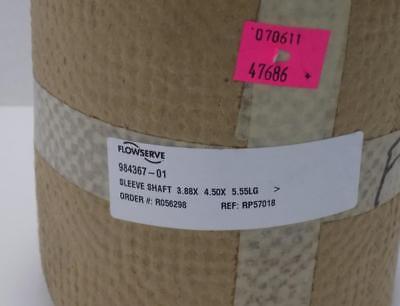 070611
P
47686 +
FLOWSERVE
984367-01
SLEEVE SHAFT 3.88X 4.50X 5.55LG >
ORDER #: R056298 REF: RP57018